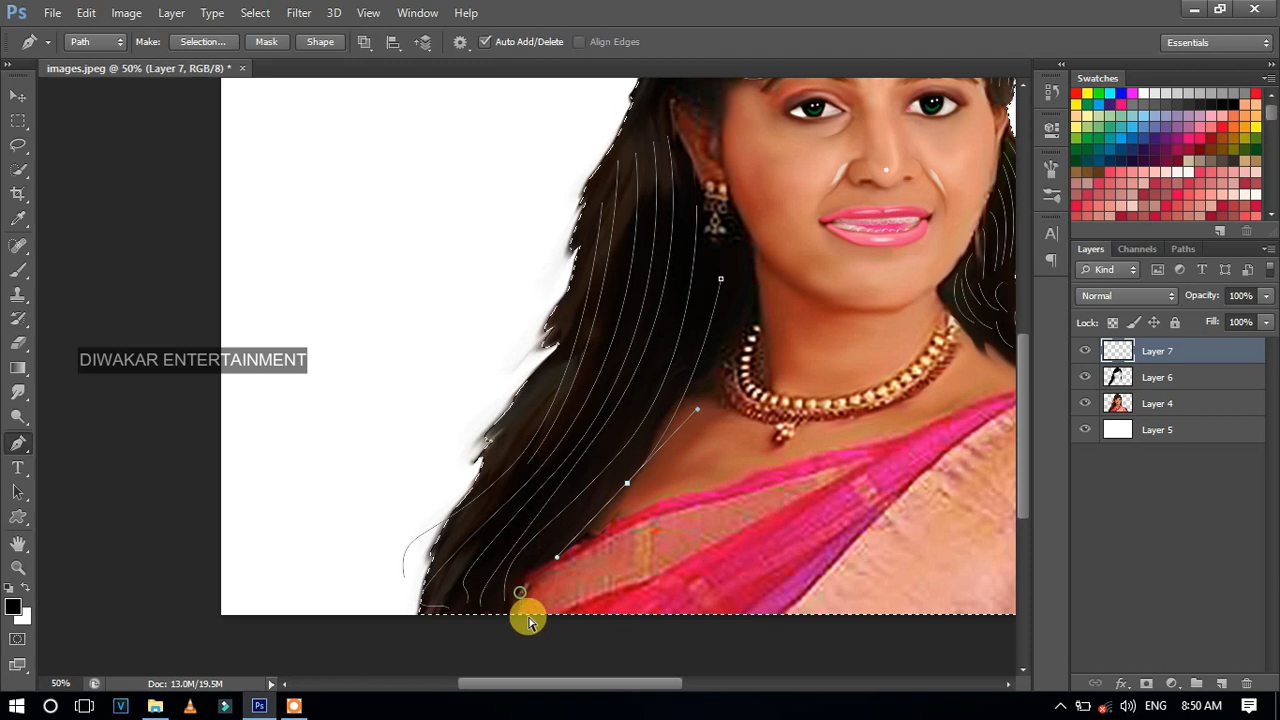 Ps File Edit Image Layer Type Select Filter 3D View Window Help
Path Make: Selection... Mask Shape Auto Add/Delete Align Edges Essentials
images.jpeg @ 50% (Layer 7, RGB/8) *
Swatches
Layers Channels Paths
Kind
Normal Opacity: 100%
Lock: Fill: 100%
Layer 7
Layer 6
Layer 4
Layer 5
DIWAKAR ENTERTAINMENT
50% Doc: 13.0M/19.5M
ENG 8:50 AM